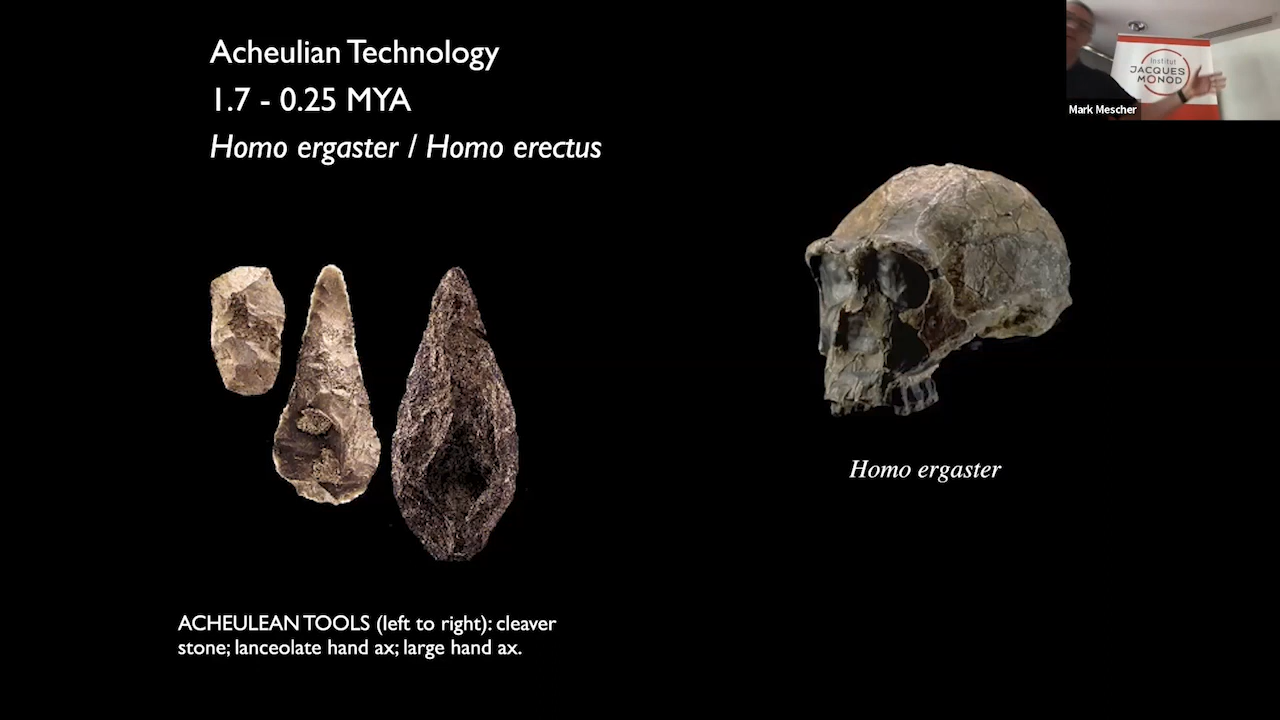 Acheulian Technology
1.7 - 0.25 MYA
Homo ergaster / Homo erectus
Institut
JACQUES
MONOD
Mark Mescher
Homo ergaster
ACHEULEAN TOOLS (left to right): cleaver
stone; lanceolate hand ax; large hand ax.